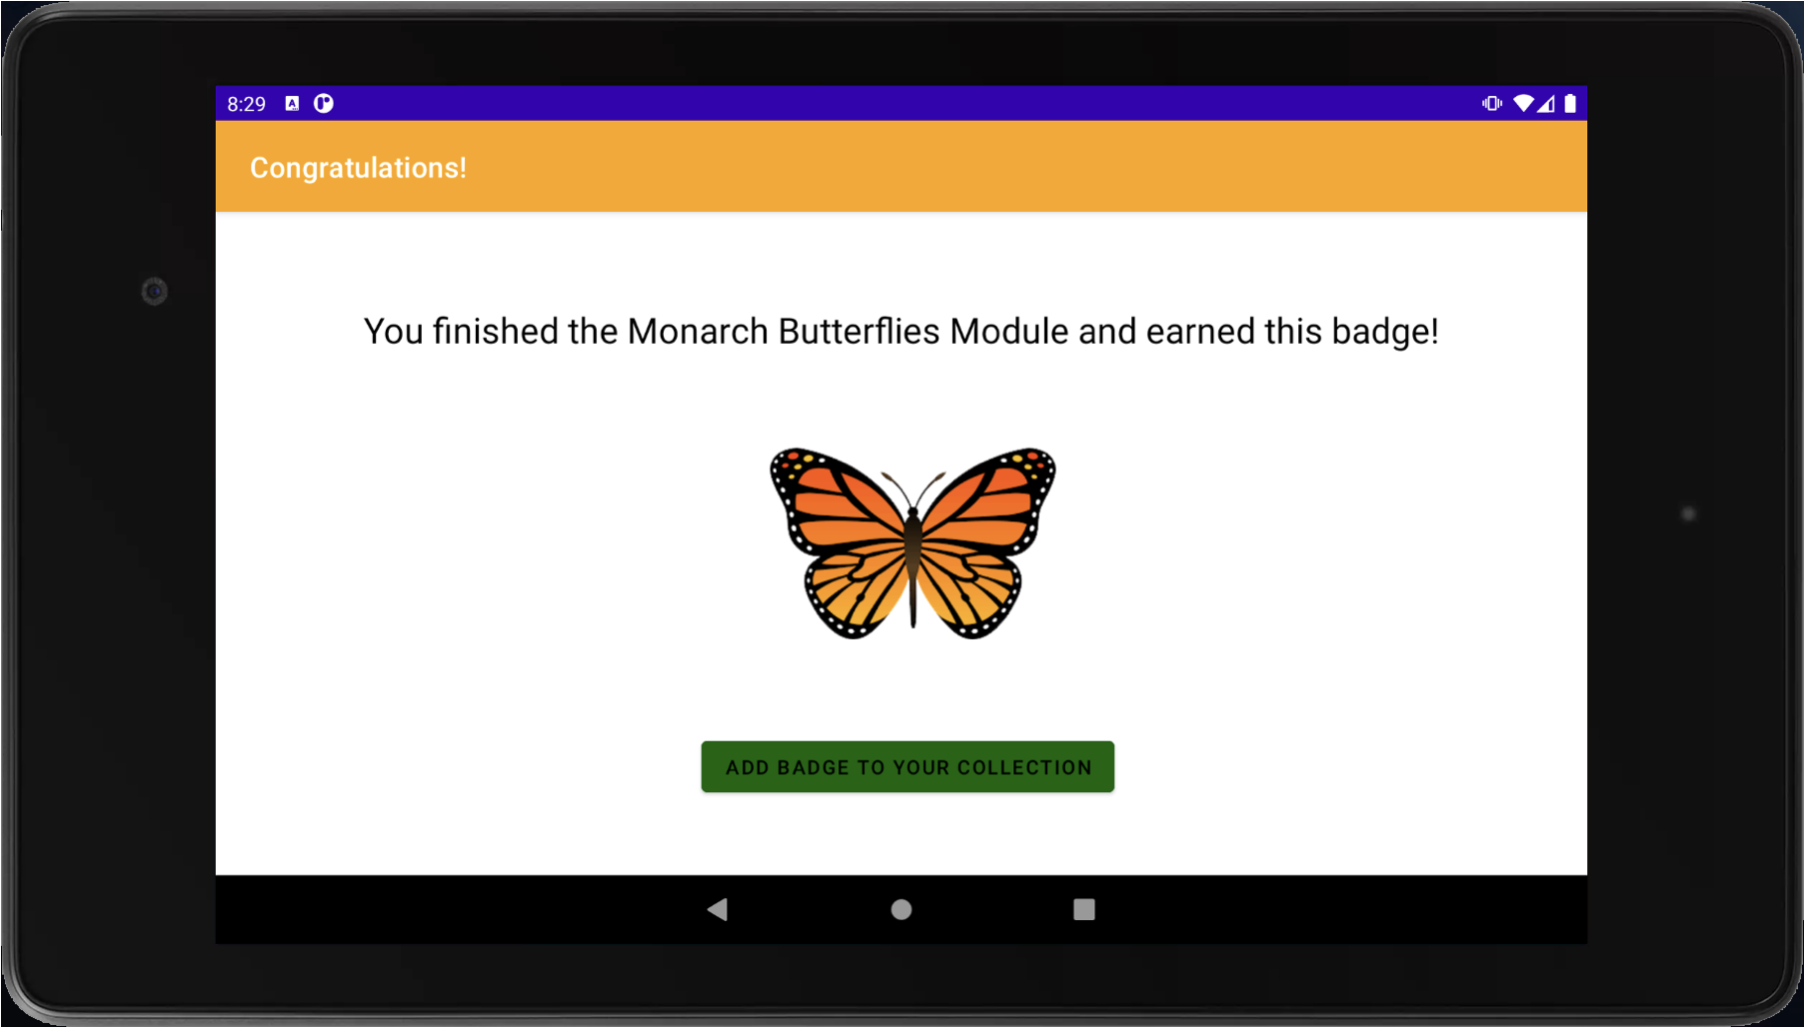 8:29
Congratulations!
You finished the Monarch Butterflies Module and earned this badge!
ADD BADGE TO YOUR COLLECTION